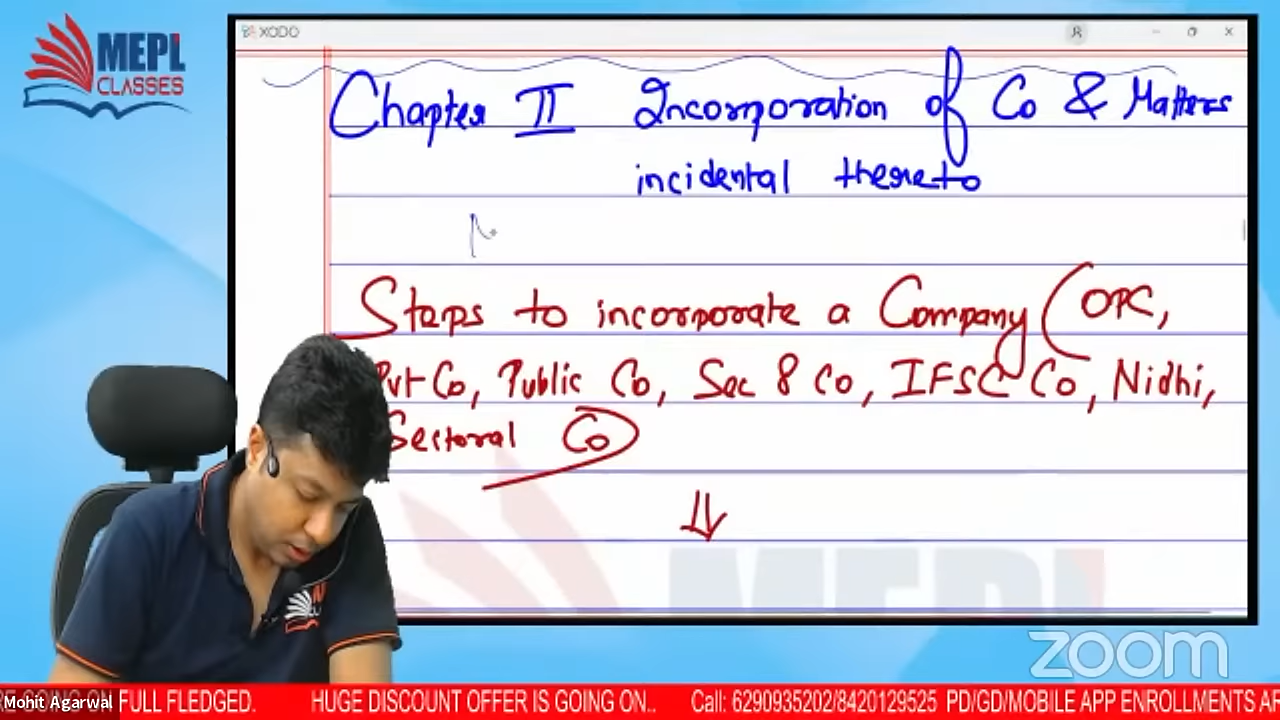 MEPL
CLASSES
XODO
Chapter II Incorporation of Co & Matters
incidental thereto
Steps to incorporate a Company (OPC,
Pvt Co, Public Co, Sec 8 Co, IFSC Co, Nidhi,
Sectoral Co)
MEPL
zoom
Mohit Agarwal
FULL FLEDGED. HUGE DISCOUNT OFFER IS GOING ON.. Call: 6290935202/8420129525 PD/GD/MOBILE APP ENROLLMENTS